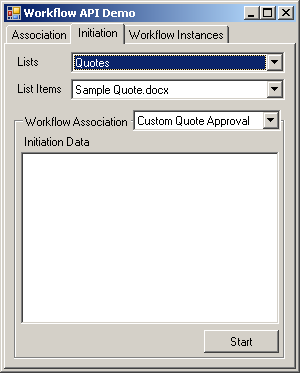 Workflow API Demo
Association Initiation Workflow Instances
Lists Quotes
List Items Sample Quote.docx
Workflow Association Custom Quote Approval
Initiation Data
Start